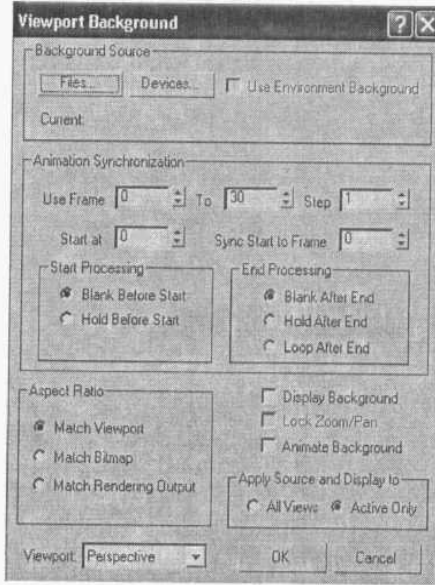 Viewport Background
Background Source
Files... Devices... Use Environment Background
Current:
Animation Synchronization
Use Frame 0 To 30 Step 1
Start at 0 Sync Start to Frame 0
Start Processing
Blank Before Start
Hold Before Start
End Processing
Blank After End
Hold After End
Loop After End
Aspect Ratio
Match Viewport
Match Bitmap
Match Rendering Output
Display Background
Lock Zoom/Pan
Animate Background
Apply Source and Display to
All Views Active Only
Viewport: Perspective OK Cancel